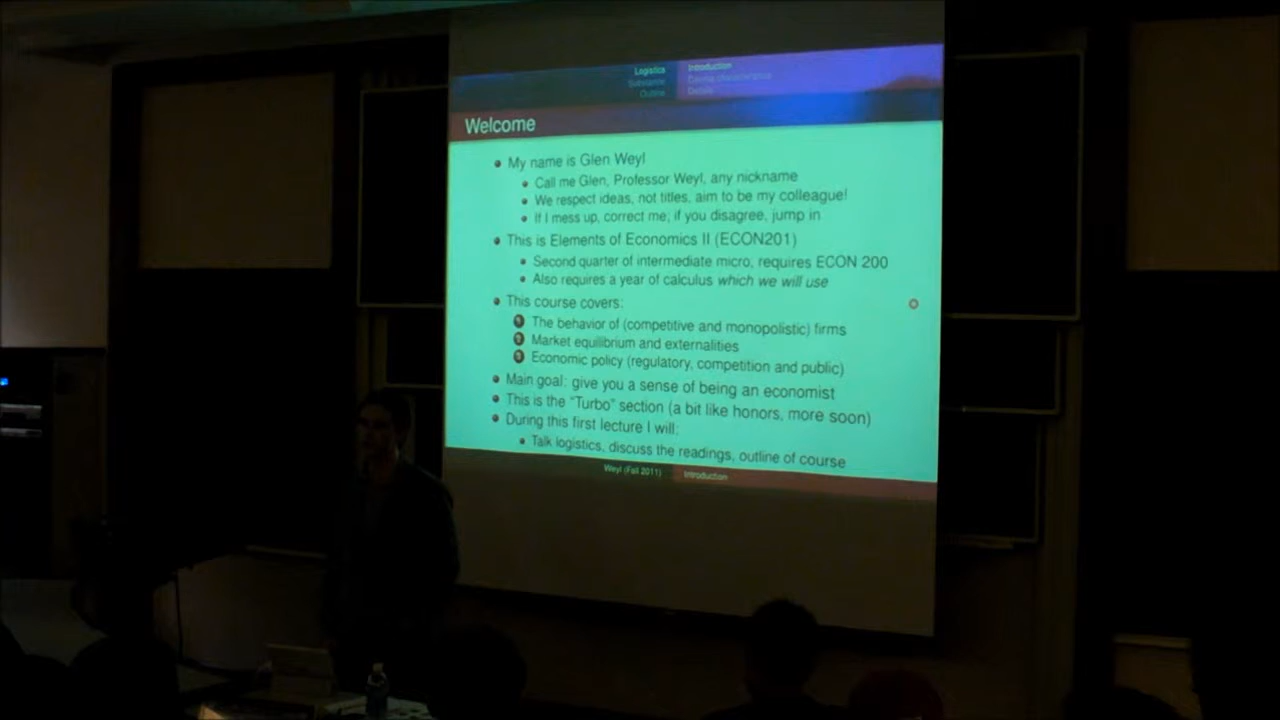 Logistics
Substance
Outline
Introduction
Course characteristics
Details
Welcome
My name is Glen Weyl
Call me Glen, Professor Weyl, any nickname
We respect ideas, not titles, aim to be my colleague!
If I mess up, correct me; if you disagree, jump in
This is Elements of Economics II (ECON201)
Second quarter of intermediate micro, requires ECON 200
Also requires a year of calculus which we will use
This course covers:
1 The behavior of (competitive and monopolistic) firms
2 Market equilibrium and externalities
3 Economic policy (regulatory, competition and public)
Main goal: give you a sense of being an economist
This is the "Turbo" section (a bit like honors, more soon)
During this first lecture I will:
Talk logistics, discuss the readings, outline of course
Weyl (Fall 2011)
Introduction